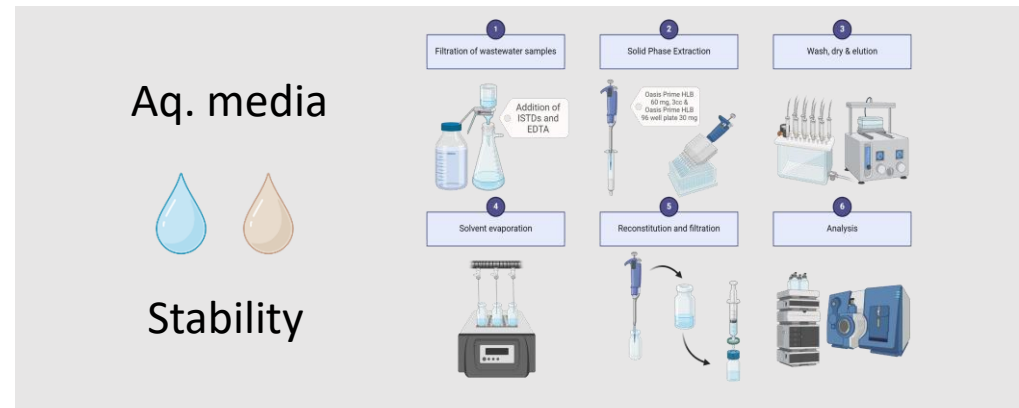 Aq. media
Stability
1
Filtration of wastewater samples
Addition of
ISTDs and
EDTA
2
Solid Phase Extraction
Oasis Prime HLB
60 mg, 3cc &
Oasis Prime HLB
96 well plate 30 mg
3
Wash, dry & elution
4
Solvent evaporation
5
Reconstitution and filtration
6
Analysis